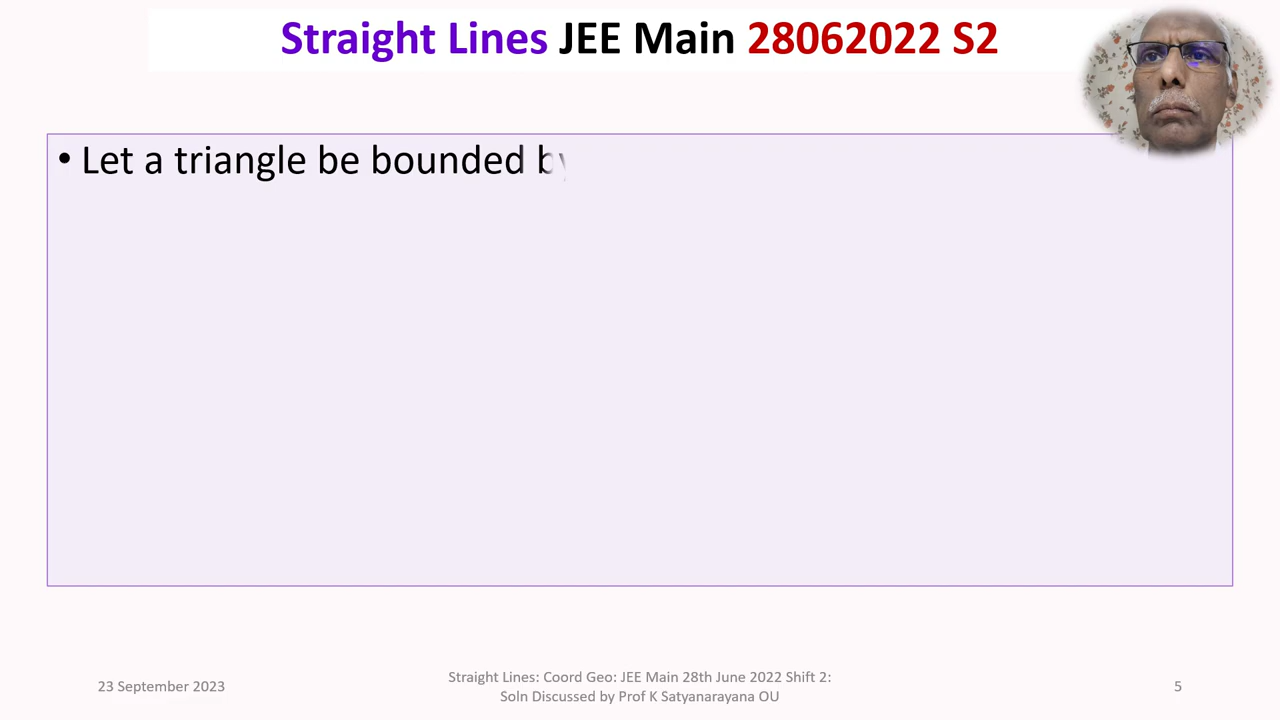 Straight Lines JEE Main 28062022 S2
• Let a triangle be bounded by
Straight Lines: Coord Geo: JEE Main 28th June 2022 Shift 2:
23 September 2023
Soln Discussed by Prof K Satyanarayana OU
5